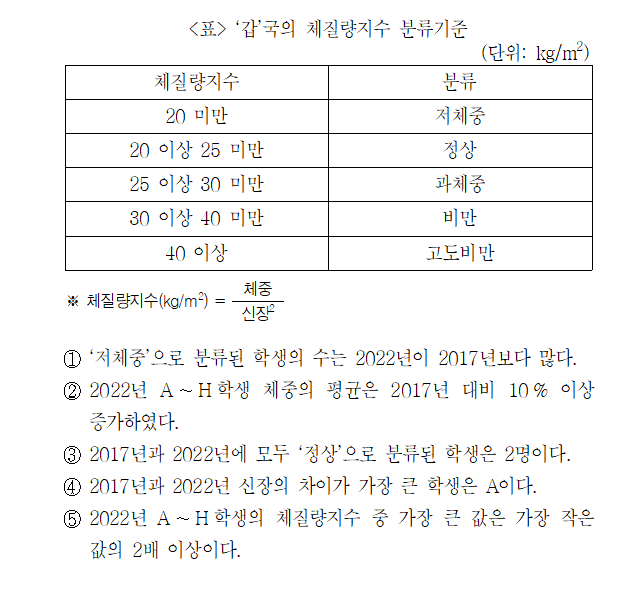 <표> ‘갑’국의 체질량지수 분류기준
(단위: kg/m²)
체질량지수 분류
20 미만 저체중
20 이상 25 미만 정상
25 이상 30 미만 과체중
30 이상 40 미만 비만
40 이상 고도비만
※ 체질량지수(kg/m²) = 체중 / 신장²
① ‘저체중’으로 분류된 학생의 수는 2022년이 2017년보다 많다.
② 2022년 A~H학생 체중의 평균은 2017년 대비 10% 이상
증가하였다.
③ 2017년과 2022년에 모두 ‘정상’으로 분류된 학생은 2명이다.
④ 2017년과 2022년 신장의 차이가 가장 큰 학생은 A이다.
⑤ 2022년 A~H학생의 체질량지수 중 가장 큰 값은 가장 작은
값의 2배 이상이다.